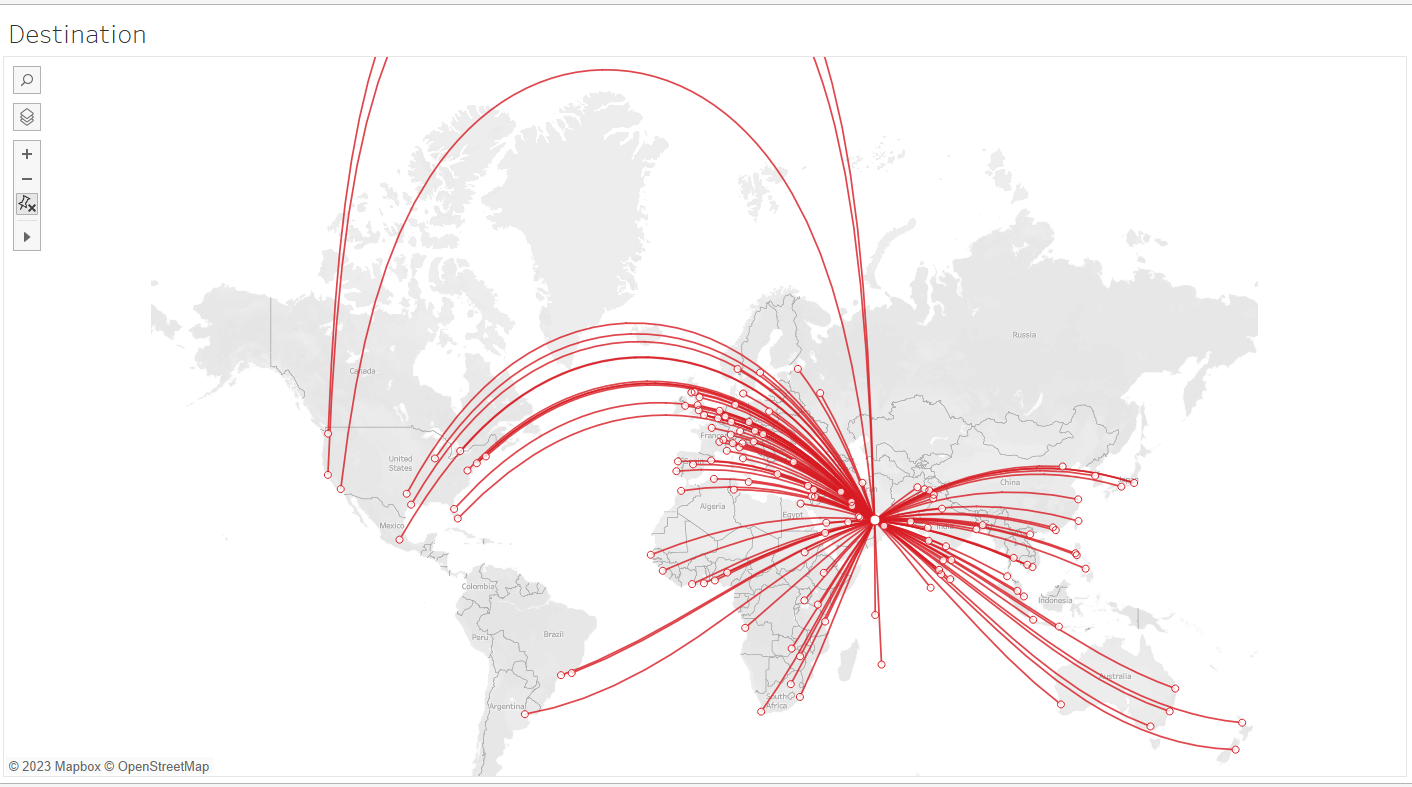 Destination
Russia
Canada
United
States
France
China
Mexico
Algeria
Egypt
India
Colombia
Indonesia
Peru
Brazil
Australia
South
Africa
Argentina
© 2023 Mapbox © OpenStreetMap